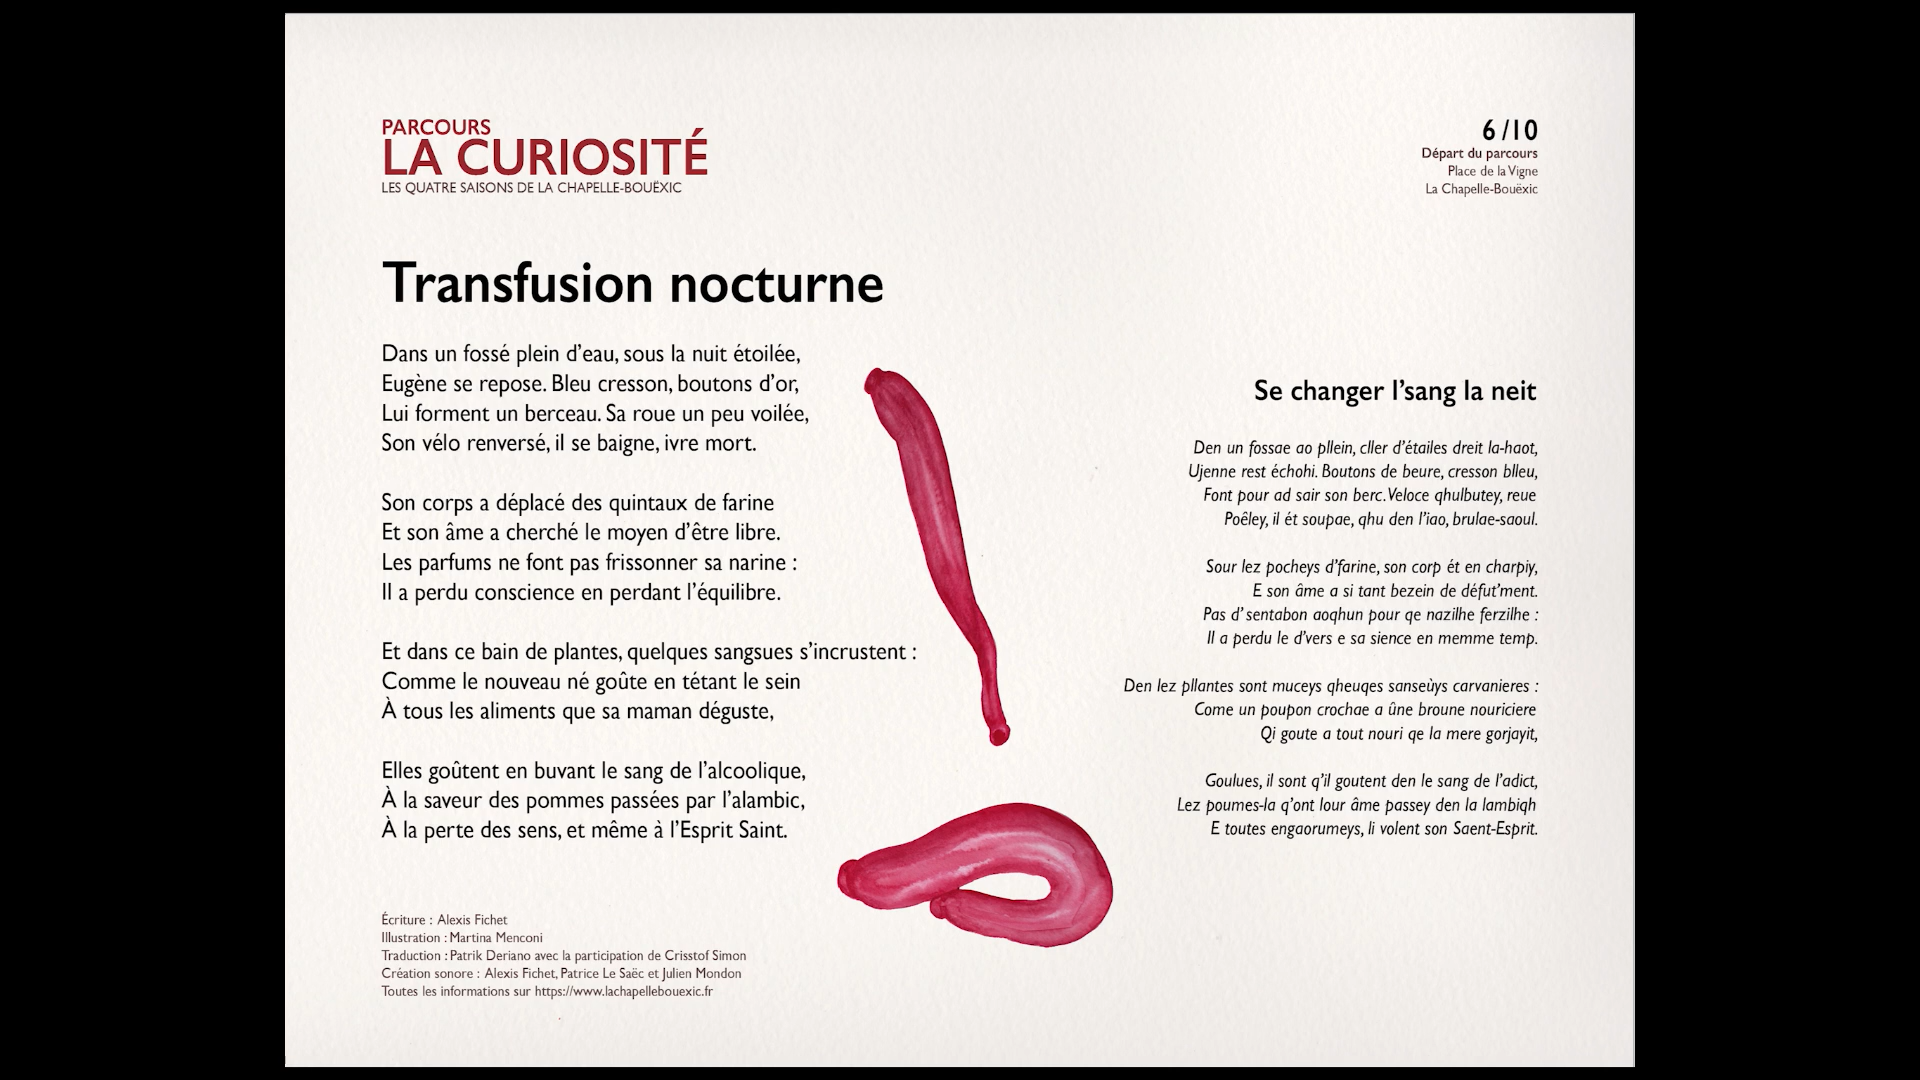 PARCOURS
LA CURIOSITÉ
LES QUATRE SAISONS DE LA CHAPELLE-BOUËXIC
6 /10
Départ du parcours
Place de la Vigne
La Chapelle-Bouëxic
Transfusion nocturne
Dans un fossé plein d’eau, sous la nuit étoilée,
Eugène se repose. Bleu cresson, boutons d’or,
Lui forment un berceau. Sa roue un peu voilée,
Son vélo renversé, il se baigne, ivre mort.
Son corps a déplacé des quintaux de farine
Et son âme a cherché le moyen d’être libre.
Les parfums ne font pas frissonner sa narine :
Il a perdu conscience en perdant l’équilibre.
Et dans ce bain de plantes, quelques sangsues s’incrustent :
Comme le nouveau né goûte en tétant le sein
À tous les aliments que sa maman déguste,
Elles goûtent en buvant le sang de l’alcoolique,
À la saveur des pommes passées par l’alambic,
À la perte des sens, et même à l’Esprit Saint.
Se changer l’sang la neit
Den un fossae ao pllein, cller d’étailes dreit la-haot,
Ujenne rest échohi. Boutons de beure, cresson blleu,
Font pour ad sair son berc. Veloce qhulbutey, reue
Poêley, il ét soupae, qhu den l’iao, brulae-saoul.
Sour lez pocheys d’farine, son corp ét en charpiy,
E son âme a si tant bezein de défut’ment.
Pas d’sentabon aoqhun pour qe nazilhe ferzilhe :
Il a perdu le d’vers e sa sience en memme temp.
Den lez pllantes sont muceys qheuqes sanseùys carvanieres :
Come un poupon crochae a ûne broune nouriciere
Qi goute a tout nouri qe la mere gorjayit,
Goulues, il sont q’il goutent den le sang de l’adict,
Lez poumes-la q’ont lour âme passey den la lambiqh
E toutes engaorumeys, li volent son Saent-Esprit.
Écriture : Alexis Fichet
Illustration : Martina Menconi
Traduction : Patrik Deriano avec la participation de Crisstof Simon
Création sonore : Alexis Fichet, Patrice Le Saëc et Julien Mondon
Toutes les informations sur https://www.lachapellebouexic.fr